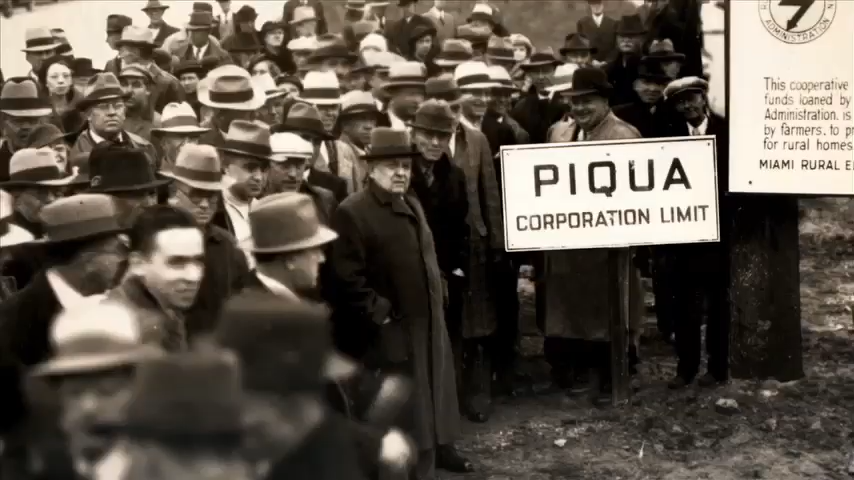 PIQUA
CORPORATION LIMIT
ADMINISTRATION
This cooperative
funds loaned by
Administration. is
by farmers. to pr
for rural homes
MIAMI RURAL E